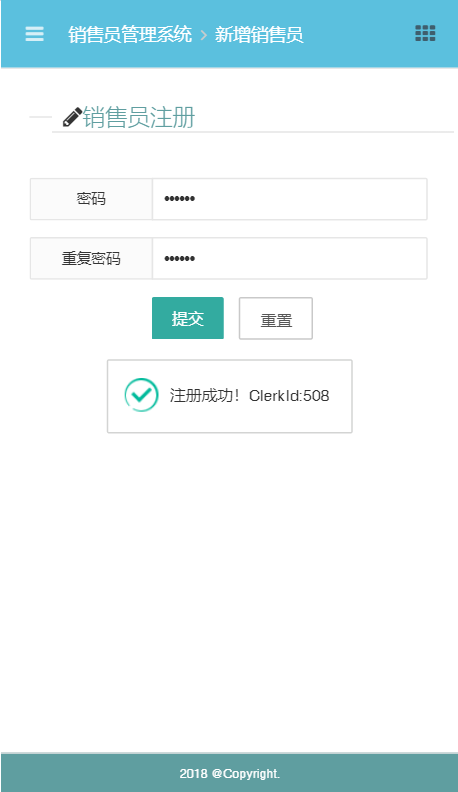 销售员管理系统 > 新增销售员
销售员注册
密码 ••••••
重复密码 ••••••
提交 重置
注册成功！ClerkId:508
2018 @Copyright.